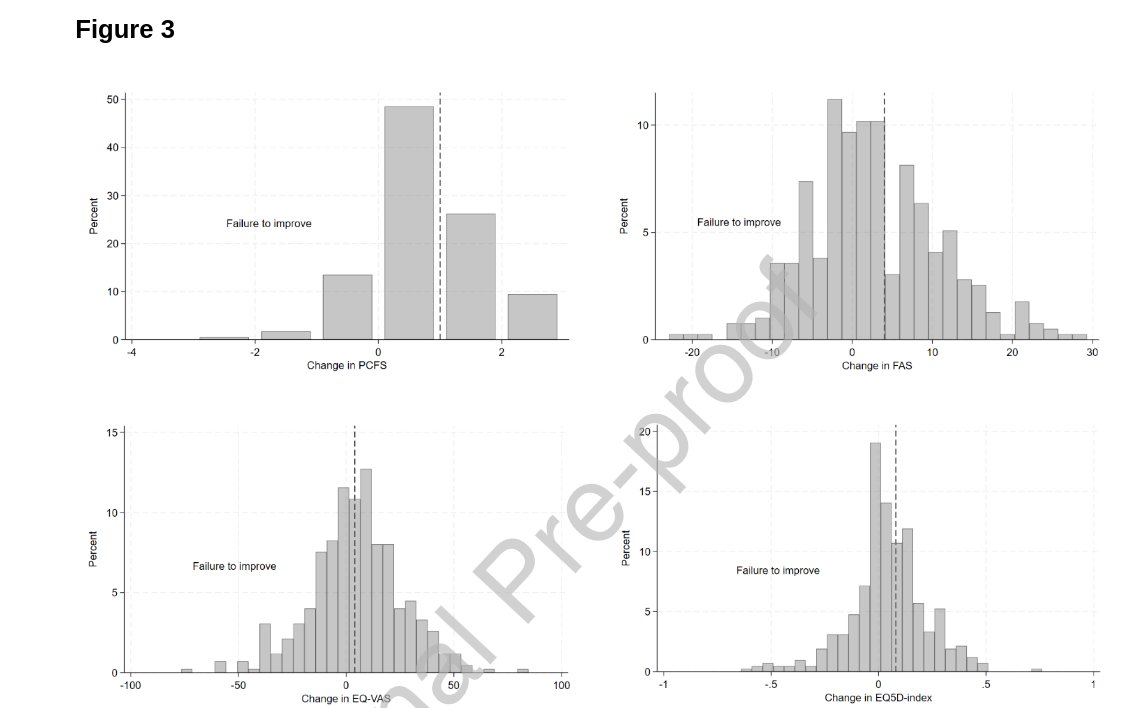 Figure 3
50
40
30
20
10
0
Percent
Failure to improve
-4 -2 0 2
Change in PCFS
10
5
0
Percent
Failure to improve
-20 -10 0 10 20 30
Change in FAS
15
10
5
0
Percent
Failure to improve
-100 -50 0 50 100
Change in EQ-VAS
20
15
10
5
0
Percent
Failure to improve
-1 -.5 0 .5 1
Change in EQ5D-index
nal Pre-proof